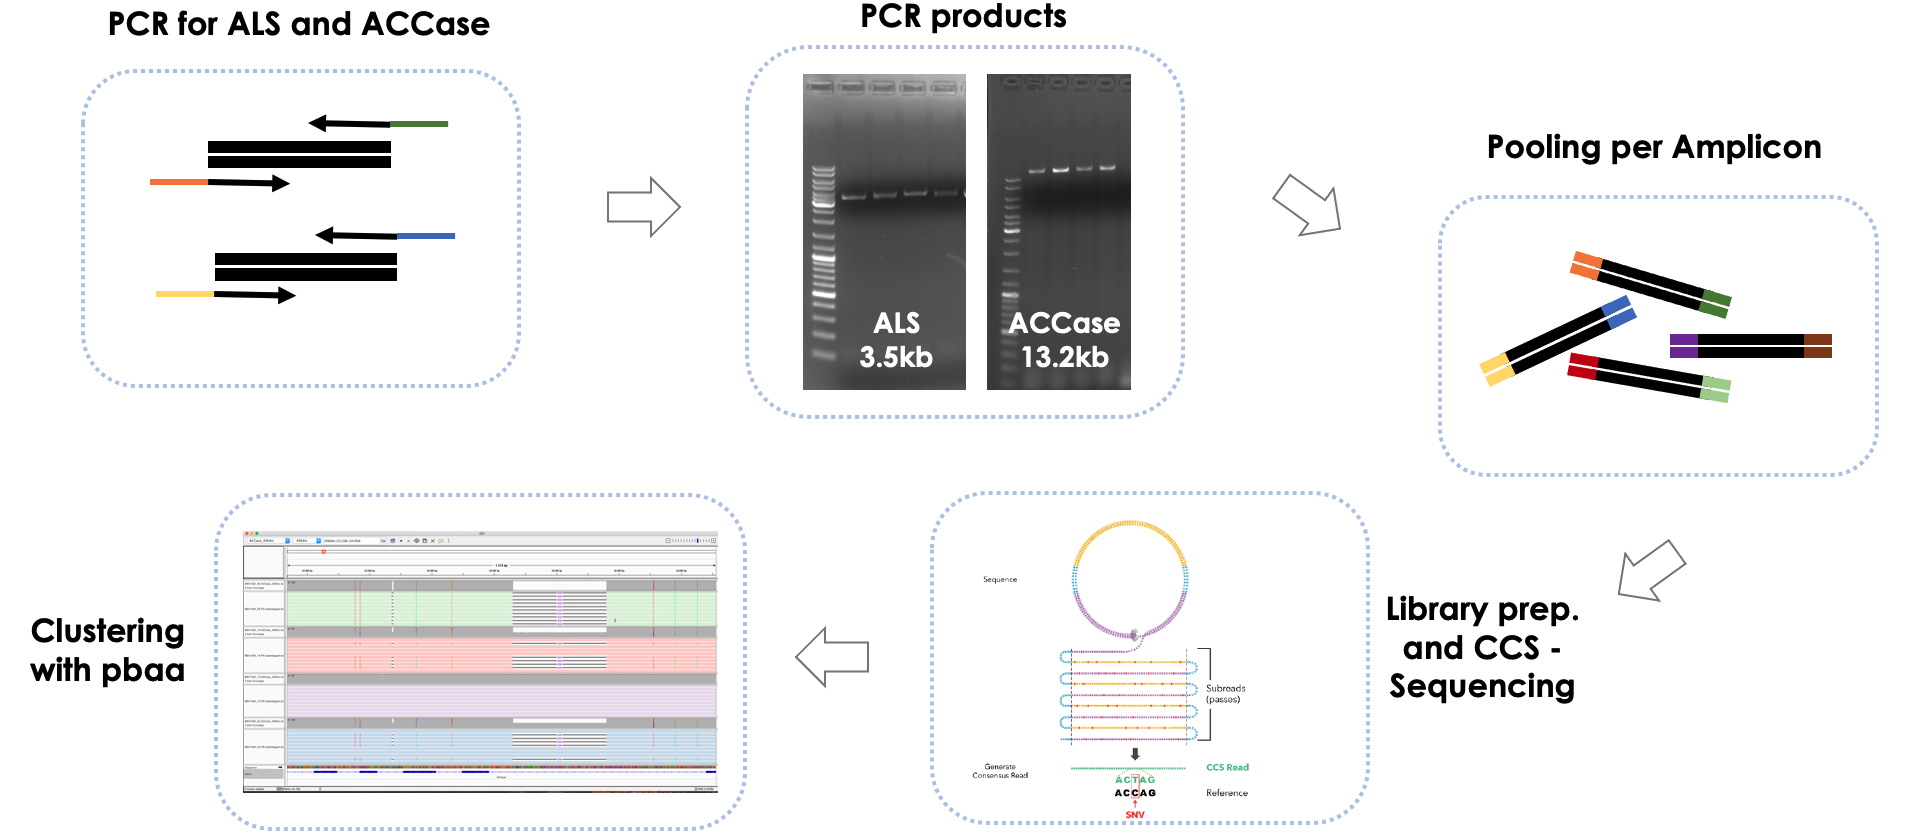 PCR for ALS and ACCase
PCR products
ALS
3.5kb
ACCase
13.2kb
Pooling per Amplicon
Library prep.
and CCS -
Sequencing
Sequence
Subreads
(passes)
Generate
Consensus Read
CCS Read
ACTAG
ACCAG
Reference
SNV
Clustering
with pbaa